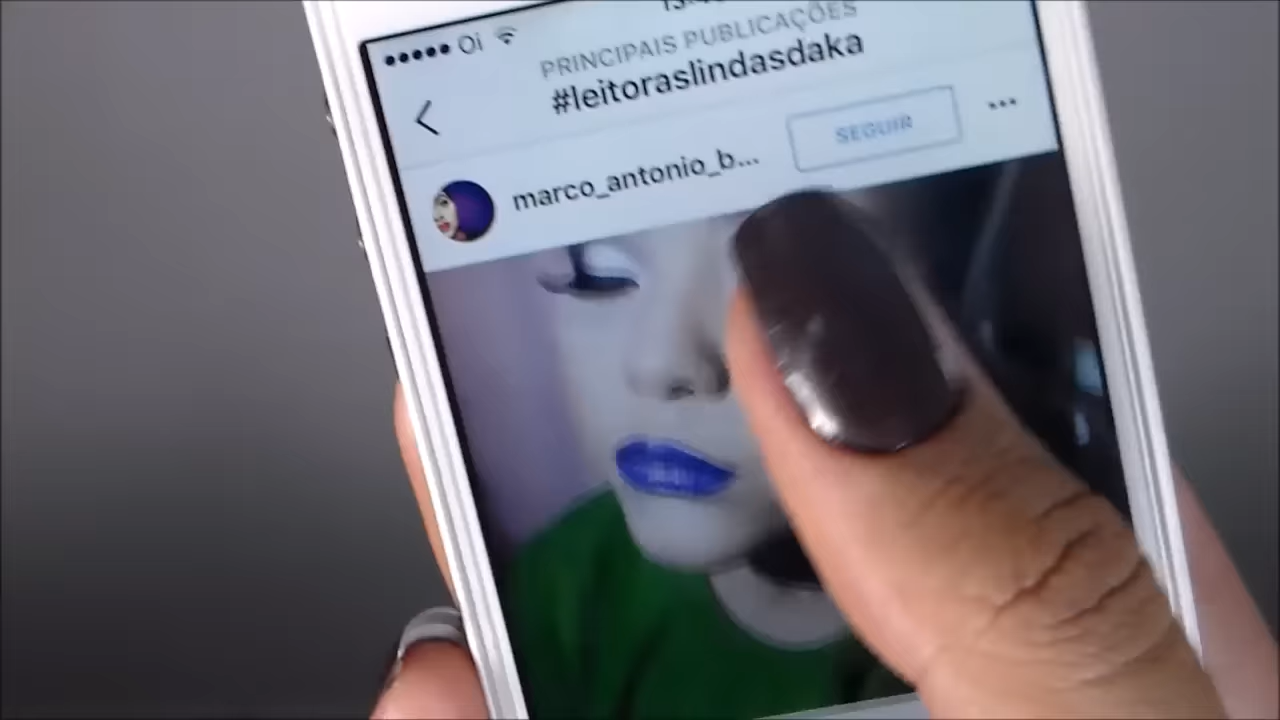 Oi
PRINCIPAIS PUBLICAÇÕES
#leitoraslindasdaka
marco_antonio_b...
SEGUIR